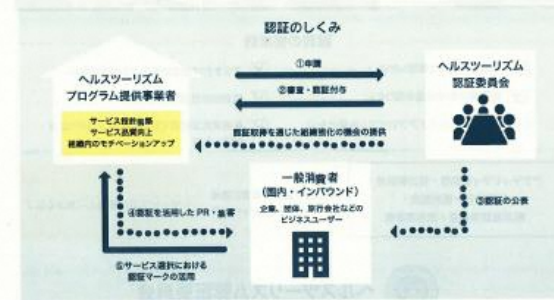 認証のしくみ
ヘルスツーリズム
プログラム提供事業者
サービス設計構築
サービス品質向上
組織内のモチベーションアップ
①申請
②審査・認証付与
認証取得を通じた組織強化の機会の提供
ヘルスツーリズム
認証委員会
一般消費者
(国内・インバウンド)
企業、団体、旅行会社などの
ビジネスユーザー
③認証の公表
④認証を活用したPR・集客
⑤サービス選択における
認証マークの活用